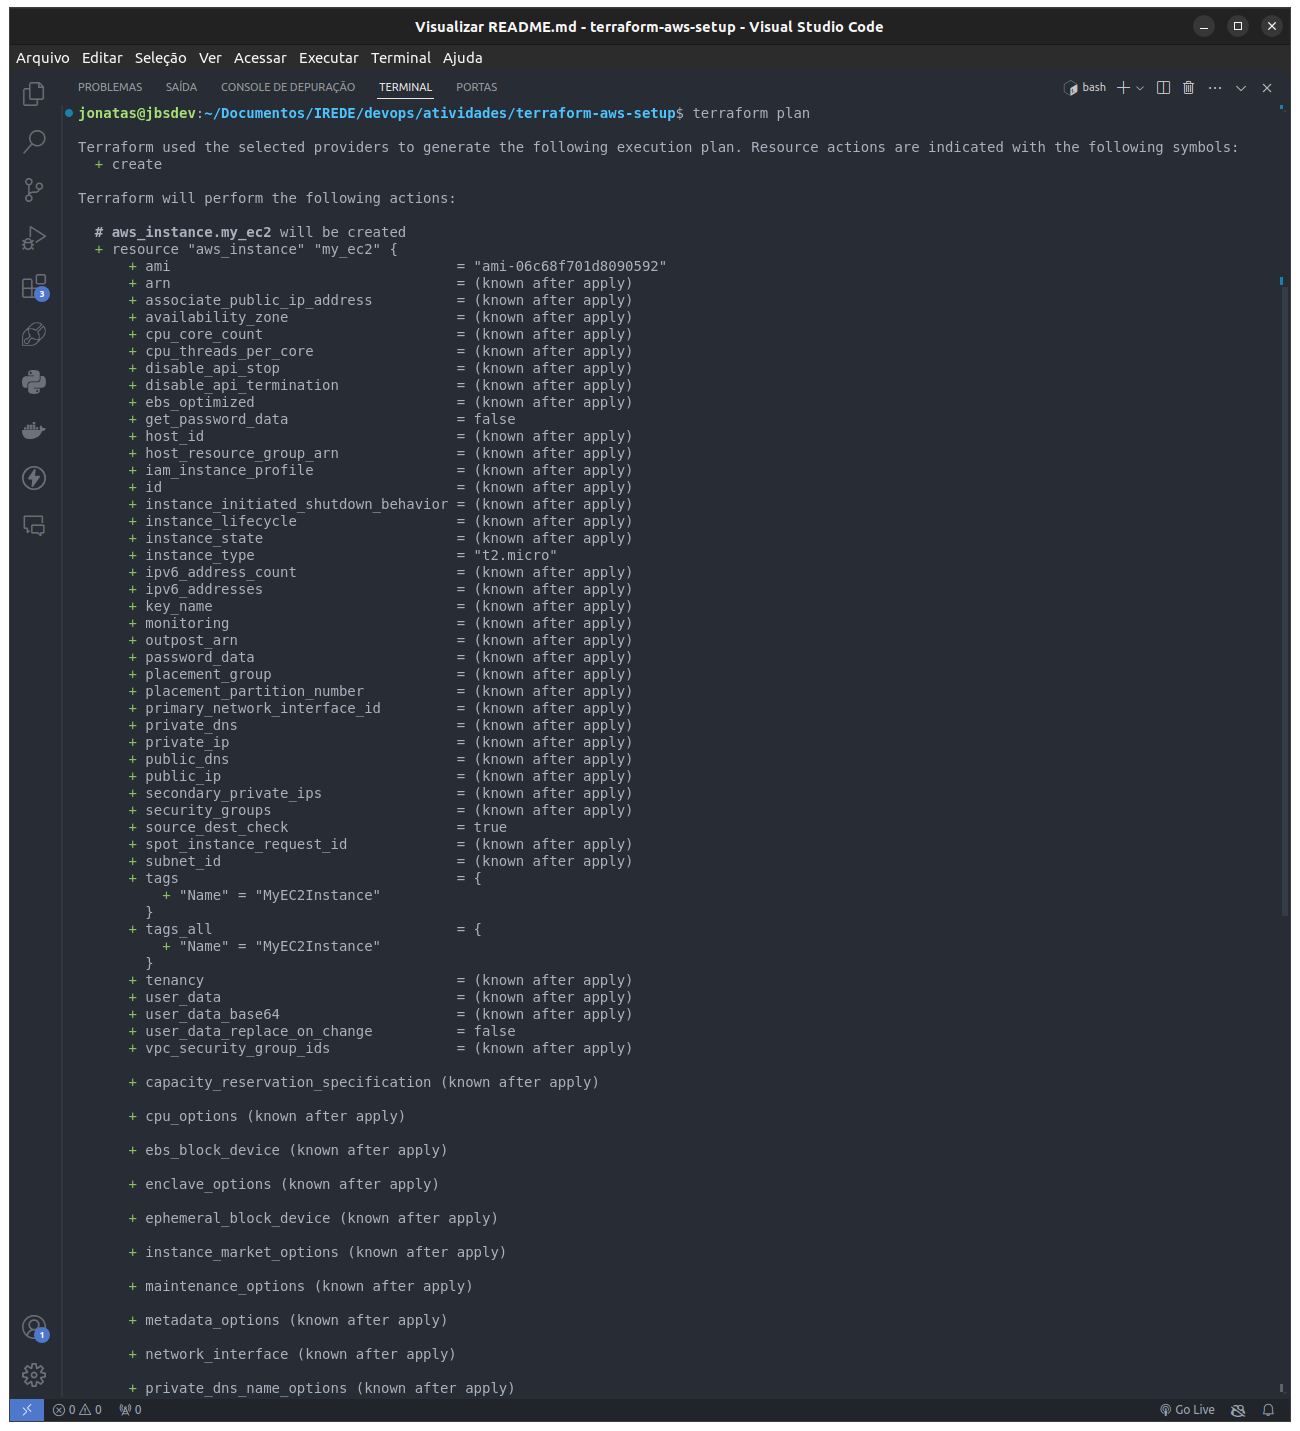 Visualizar README.md - terraform-aws-setup - Visual Studio Code
Arquivo Editar Seleção Ver Acessar Executar Terminal Ajuda
PROBLEMAS SAÍDA CONSOLE DE DEPURAÇÃO TERMINAL PORTAS bash
jonatas@jbsdev:~/Documentos/IREDE/devops/atividades/terraform-aws-setup$ terraform plan
Terraform used the selected providers to generate the following execution plan. Resource actions are indicated with the following symbols:
+ create
Terraform will perform the following actions:
# aws_instance.my_ec2 will be created
+ resource "aws_instance" "my_ec2" {
+ ami = "ami-06c68f701d8090592"
+ arn = (known after apply)
+ associate_public_ip_address = (known after apply)
+ availability_zone = (known after apply)
+ cpu_core_count = (known after apply)
+ cpu_threads_per_core = (known after apply)
+ disable_api_stop = (known after apply)
+ disable_api_termination = (known after apply)
+ ebs_optimized = (known after apply)
+ get_password_data = false
+ host_id = (known after apply)
+ host_resource_group_arn = (known after apply)
+ iam_instance_profile = (known after apply)
+ id = (known after apply)
+ instance_initiated_shutdown_behavior = (known after apply)
+ instance_lifecycle = (known after apply)
+ instance_state = (known after apply)
+ instance_type = "t2.micro"
+ ipv6_address_count = (known after apply)
+ ipv6_addresses = (known after apply)
+ key_name = (known after apply)
+ monitoring = (known after apply)
+ outpost_arn = (known after apply)
+ password_data = (known after apply)
+ placement_group = (known after apply)
+ placement_partition_number = (known after apply)
+ primary_network_interface_id = (known after apply)
+ private_dns = (known after apply)
+ private_ip = (known after apply)
+ public_dns = (known after apply)
+ public_ip = (known after apply)
+ secondary_private_ips = (known after apply)
+ security_groups = (known after apply)
+ source_dest_check = true
+ spot_instance_request_id = (known after apply)
+ subnet_id = (known after apply)
+ tags = {
+ "Name" = "MyEC2Instance"
}
+ tags_all = {
+ "Name" = "MyEC2Instance"
}
+ tenancy = (known after apply)
+ user_data = (known after apply)
+ user_data_base64 = (known after apply)
+ user_data_replace_on_change = false
+ vpc_security_group_ids = (known after apply)
+ capacity_reservation_specification (known after apply)
+ cpu_options (known after apply)
+ ebs_block_device (known after apply)
+ enclave_options (known after apply)
+ ephemeral_block_device (known after apply)
+ instance_market_options (known after apply)
+ maintenance_options (known after apply)
+ metadata_options (known after apply)
+ network_interface (known after apply)
+ private_dns_name_options (known after apply)
3
1
0 0 0 Go Live